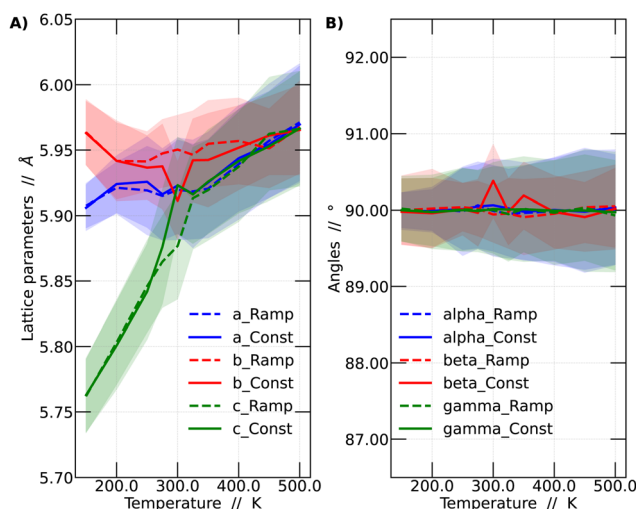 A)
6.05
6.00
5.95
5.90
5.85
5.80
5.75
5.70
Lattice parameters // Å
a_Ramp
a_Const
b_Ramp
b_Const
c_Ramp
c_Const
200.0 300.0 400.0 500.0
Temperature // K
B)
92.00
91.00
90.00
89.00
88.00
87.00
Angles // °
alpha_Ramp
alpha_Const
beta_Ramp
beta_Const
gamma_Ramp
gamma_Const
200.0 300.0 400.0 500.0
Temperature // K